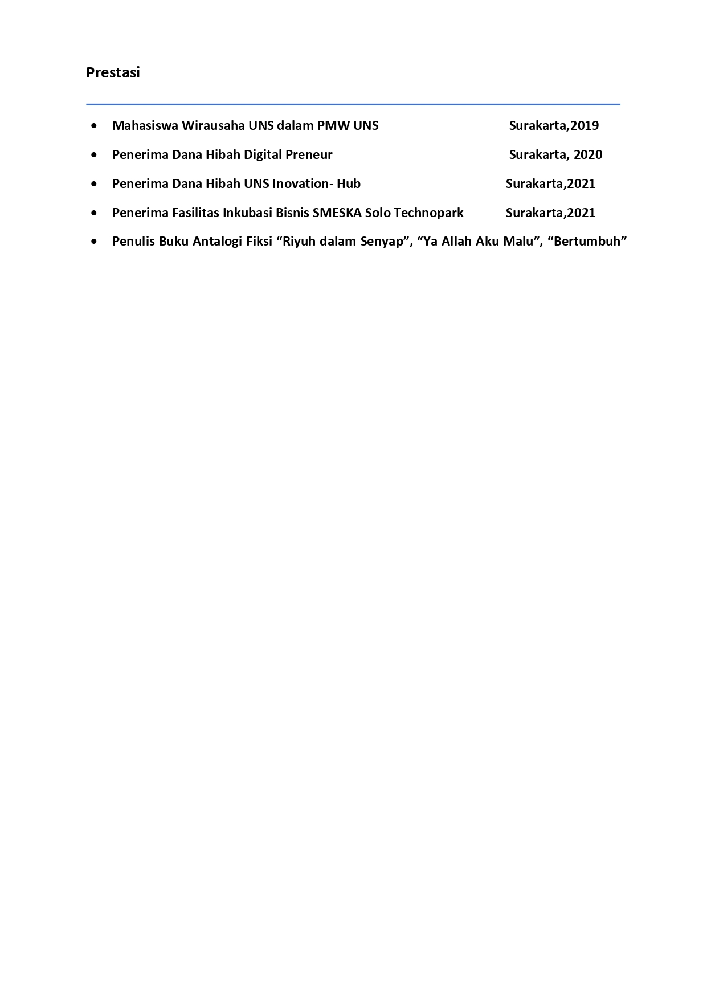 Prestasi
• Mahasiswa Wirausaha UNS dalam PMW UNS Surakarta,2019
• Penerima Dana Hibah Digital Preneur Surakarta, 2020
• Penerima Dana Hibah UNS Inovation- Hub Surakarta,2021
• Penerima Fasilitas Inkubasi Bisnis SMESKA Solo Technopark Surakarta,2021
• Penulis Buku Antalogi Fiksi “Riyuh dalam Senyap”, “Ya Allah Aku Malu”, “Bertumbuh”